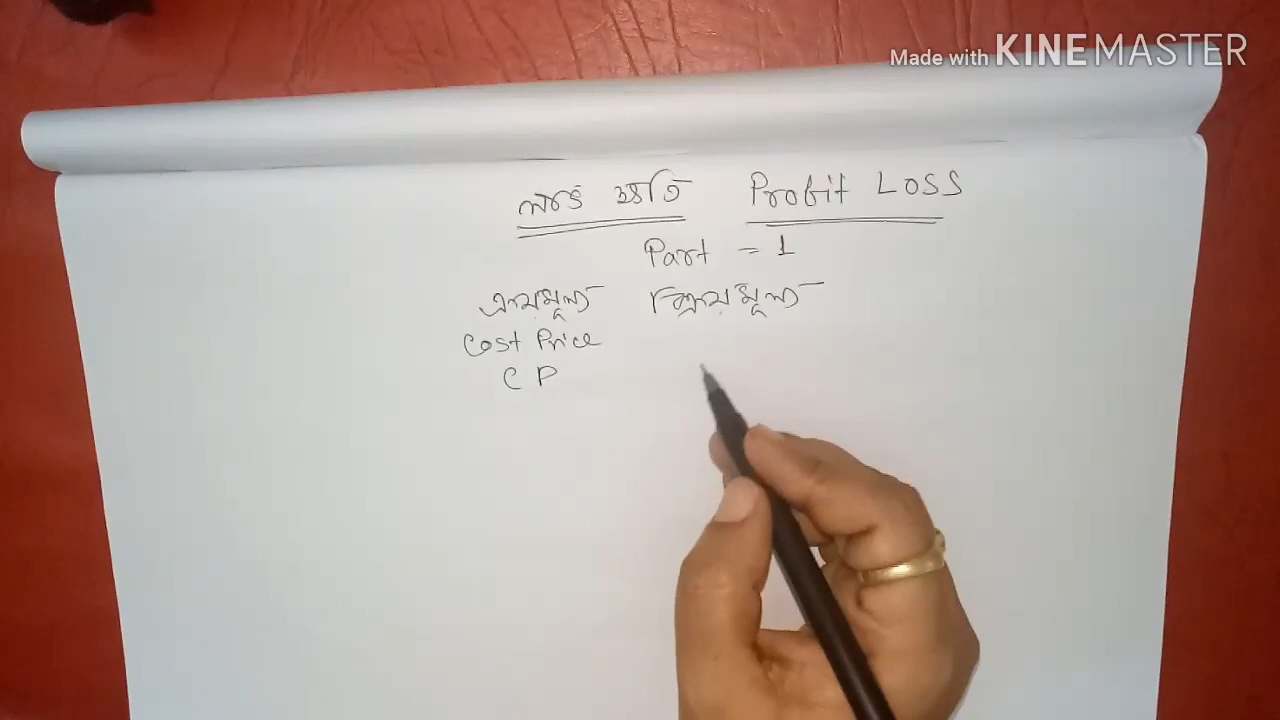 Made with KINEMASTER
লাভ ক্ষতি Profit Loss
Part = 1
ক্রয়মূল্য বিক্রয়মূল্য
Cost Price
C P